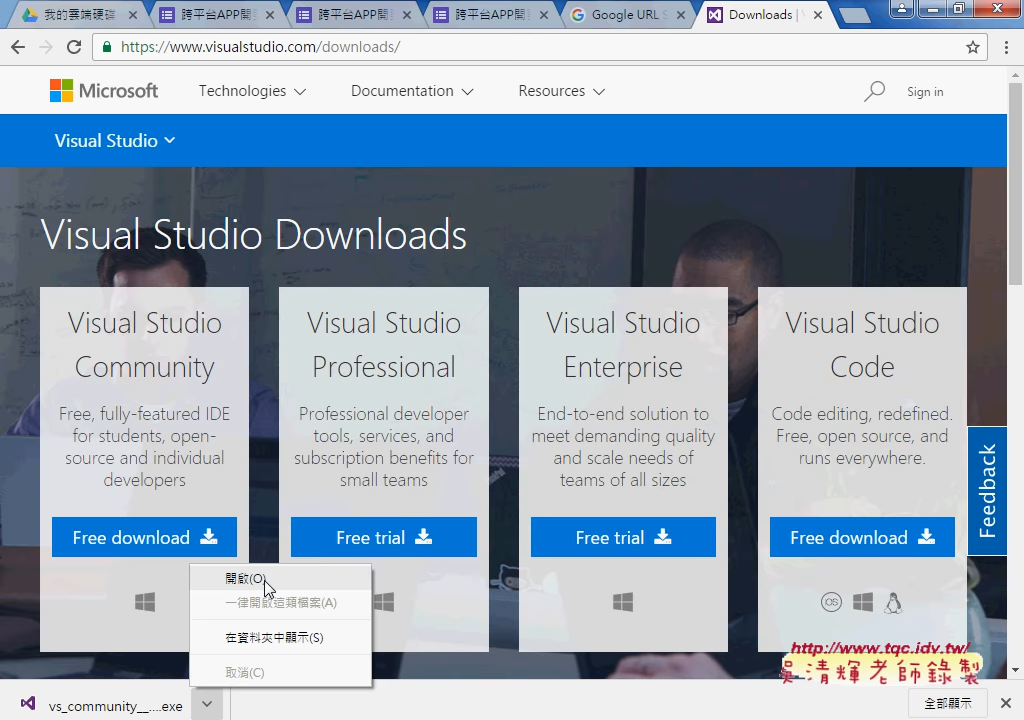 我的雲端硬碟
跨平台APP開
跨平台APP開
跨平台APP開
Google URL S
Downloads | V
https://www.visualstudio.com/downloads/
Microsoft
Technologies
Documentation
Resources
Sign in
Visual Studio
Visual Studio Downloads
Visual Studio
Community
Free, fully-featured IDE
for students, open-
source and individual
developers
Free download
Visual Studio
Professional
Professional developer
tools, services, and
subscription benefits for
small teams
Free trial
Visual Studio
Enterprise
End-to-end solution to
meet demanding quality
and scale needs of
teams of all sizes
Free trial
Visual Studio
Code
Code editing, redefined.
Free, open source, and
runs everywhere.
Free download
iOS
Feedback
開啟(O)
一律開啟這類檔案(A)
在資料夾中顯示(S)
取消(C)
http://www.tqc.idv.tw/
吳清輝老師錄製
vs_community__....exe
全部顯示